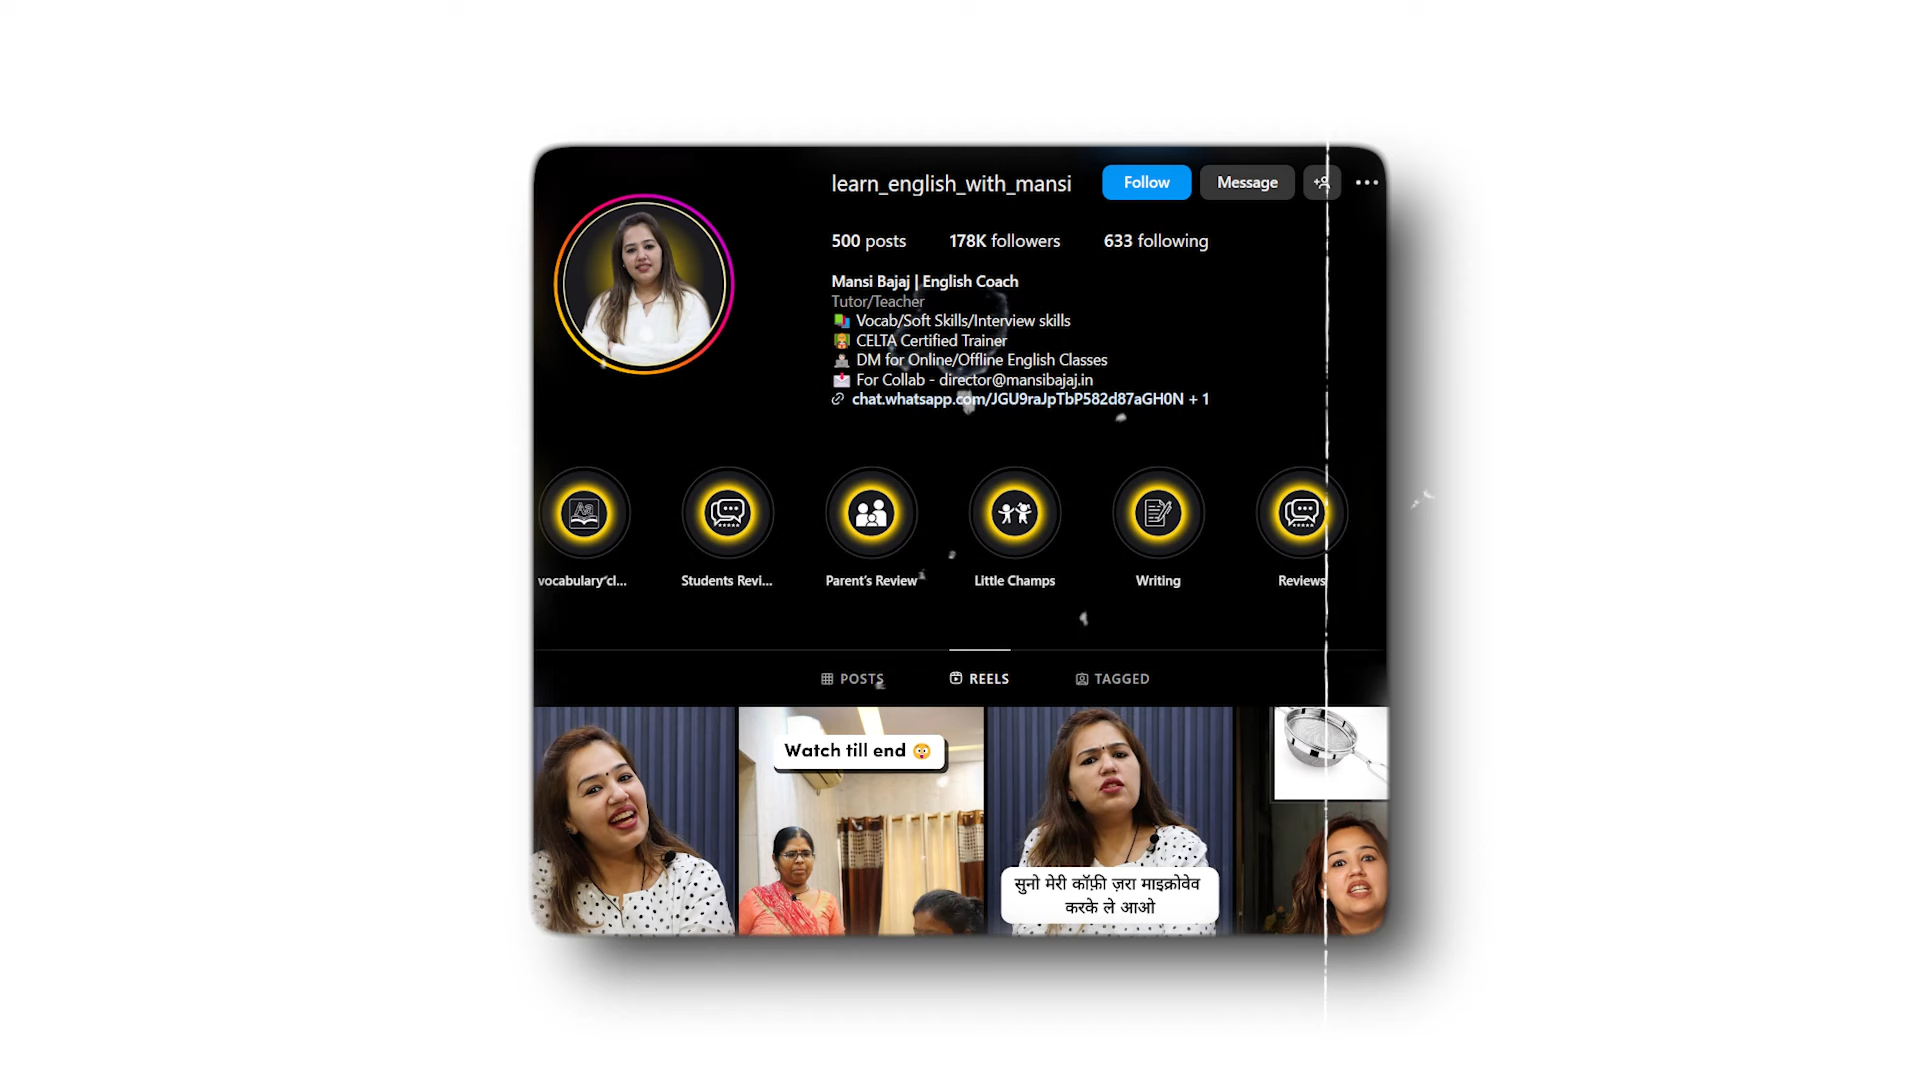 learn_english_with_mansi
Follow
Message
500 posts
178K followers
633 following
Mansi Bajaj | English Coach
Tutor/Teacher
Vocab/Soft Skills/Interview skills
CELTA Certified Trainer
DM for Online/Offline English Classes
For Collab - director@mansibajaj.in
chat.whatsapp.com/JGU9raJpTbP582d87aGH0N + 1
Aa
vocabulary cl...
Students Revi...
Parent's Review
Little Champs
Writing
Reviews
POSTS
REELS
TAGGED
Watch till end
सुनो मेरी कॉफ़ी ज़रा माइक्रोवेव
करके ले आओ